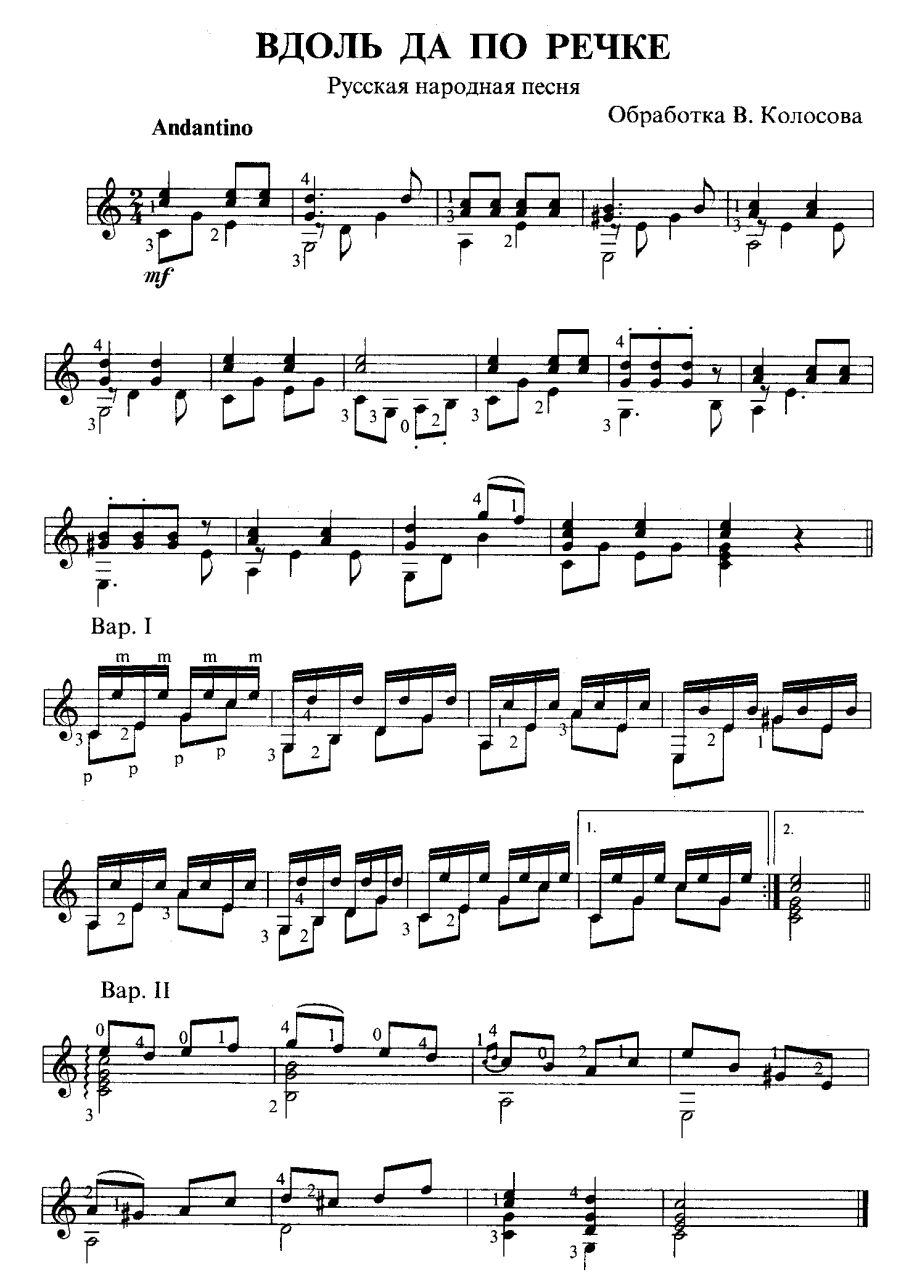 ВДОЛЬ ДА ПО РЕЧКЕ
Русская народная песня
Обработка В. Колосова
Andantino
mf
Вар. I
m m m m
p p p p
1. 2.
Вар. II